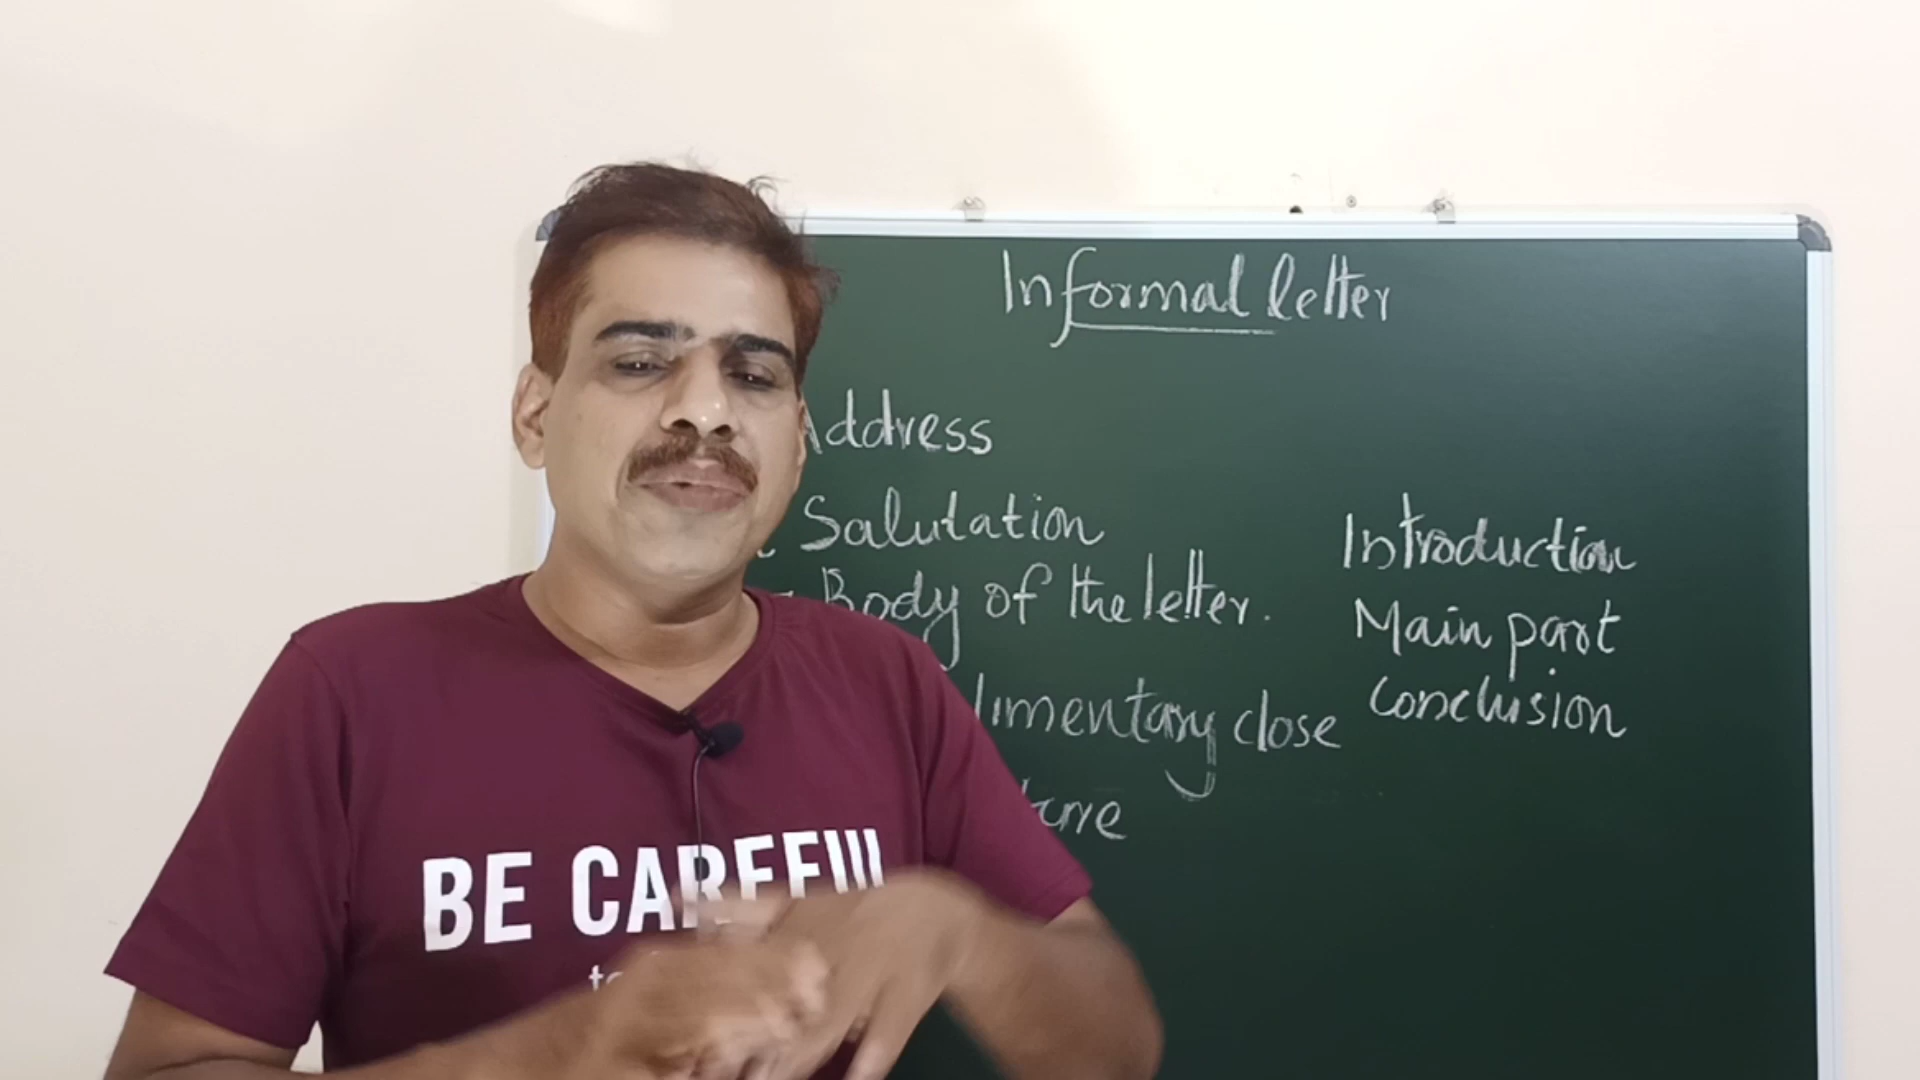 Informal letter
Address
Salutation
Body of the letter.
limentary close
Introduction
Main part
Conclusion
BE CAREFUL